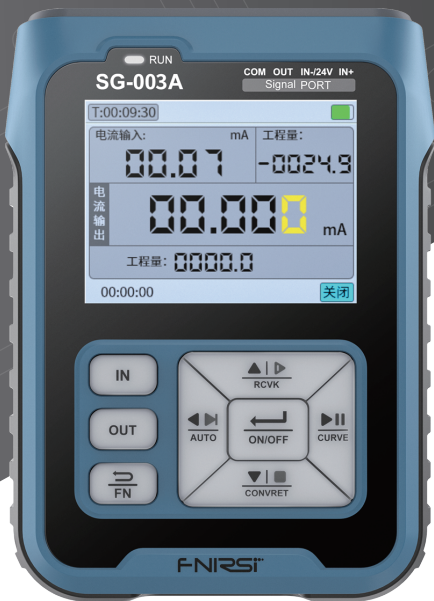 RUN
SG-003A
COM OUT IN-/24V IN+
Signal PORT
T:00:09:30
电流输入: mA
00.07
工程量:
-0024.9
电流输出
00.000 mA
工程量: 0000.0
00:00:00
关闭
IN
OUT
FN
RCVK
AUTO
ON/OFF
CURVE
CONVRET
FNIRSI